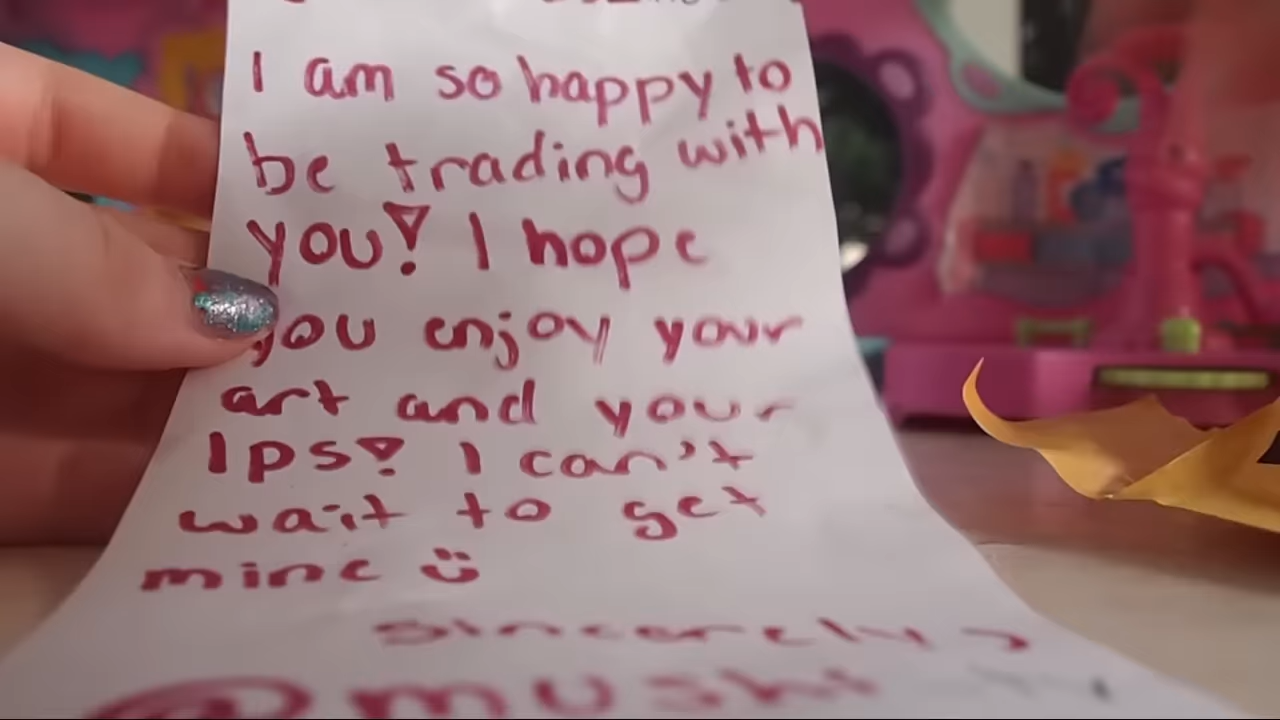 I am so happy to
be trading with
you! I hope
you enjoy your
art and your
lps! I can't
wait to get
mine :)
Sincerely,